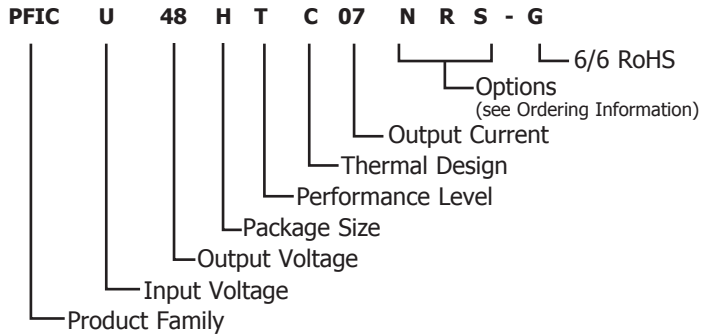 PFIC U 48 H T C 07 N R S - G
6/6 RoHS
Options
(see Ordering Information)
Output Current
Thermal Design
Performance Level
Package Size
Output Voltage
Input Voltage
Product Family